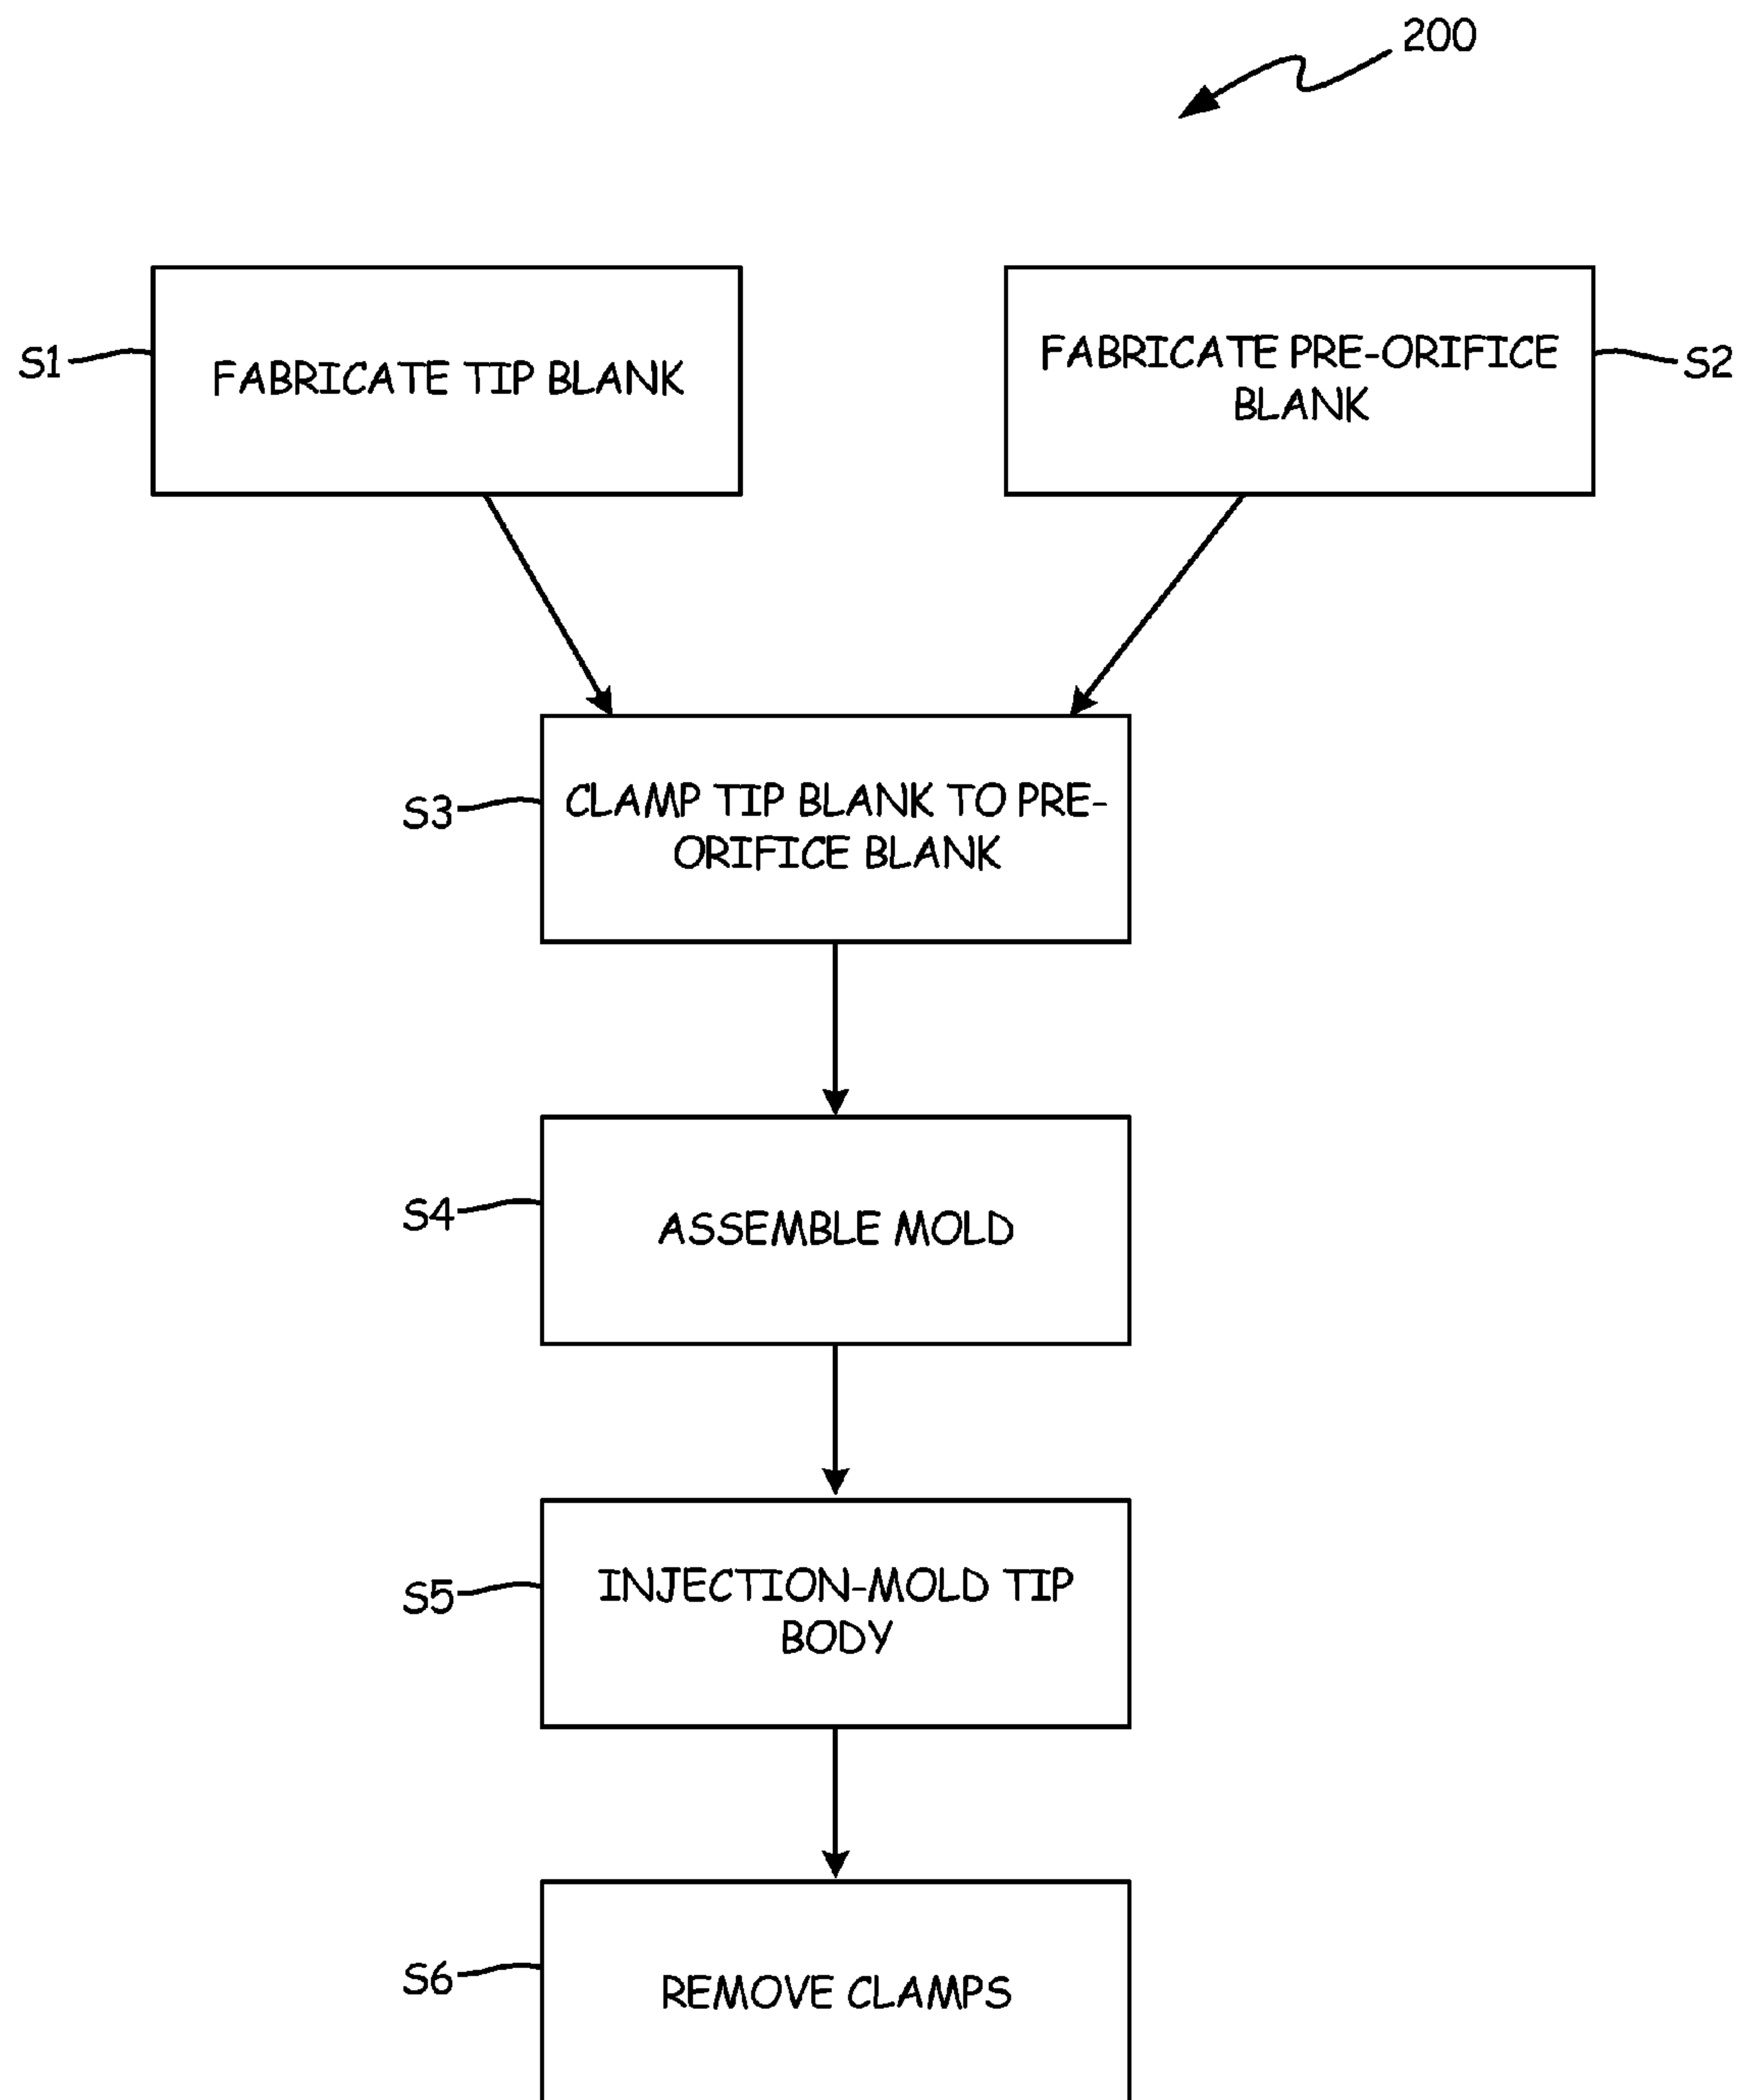 200
S1
FABRICATE TIP BLANK
FABRICATE PRE-ORIFICE
BLANK
S2
S3
CLAMP TIP BLANK TO PRE-
ORIFICE BLANK
S4
ASSEMBLE MOLD
S5
INJECTION-MOLD TIP
BODY
S6
REMOVE CLAMPS